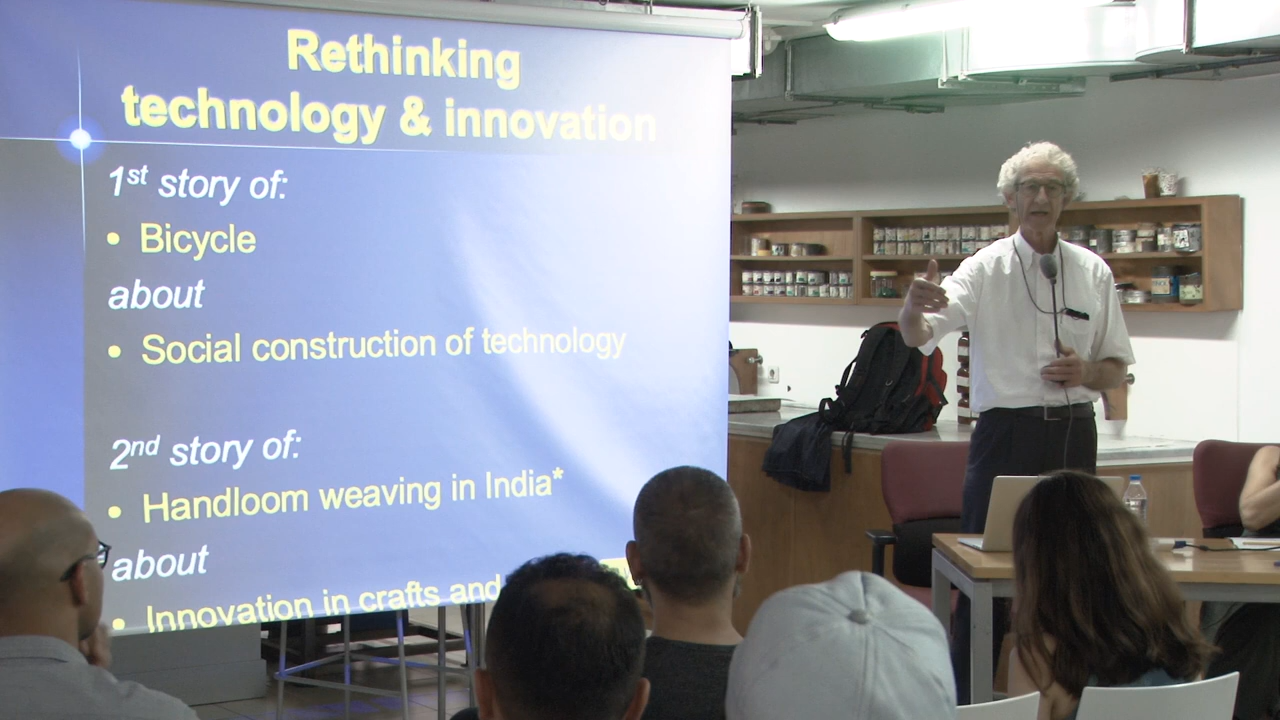 Rethinking
technology & innovation
1st story of:
• Bicycle
about
• Social construction of technology
2nd story of:
• Handloom weaving in India*
about
• Innovation in crafts and